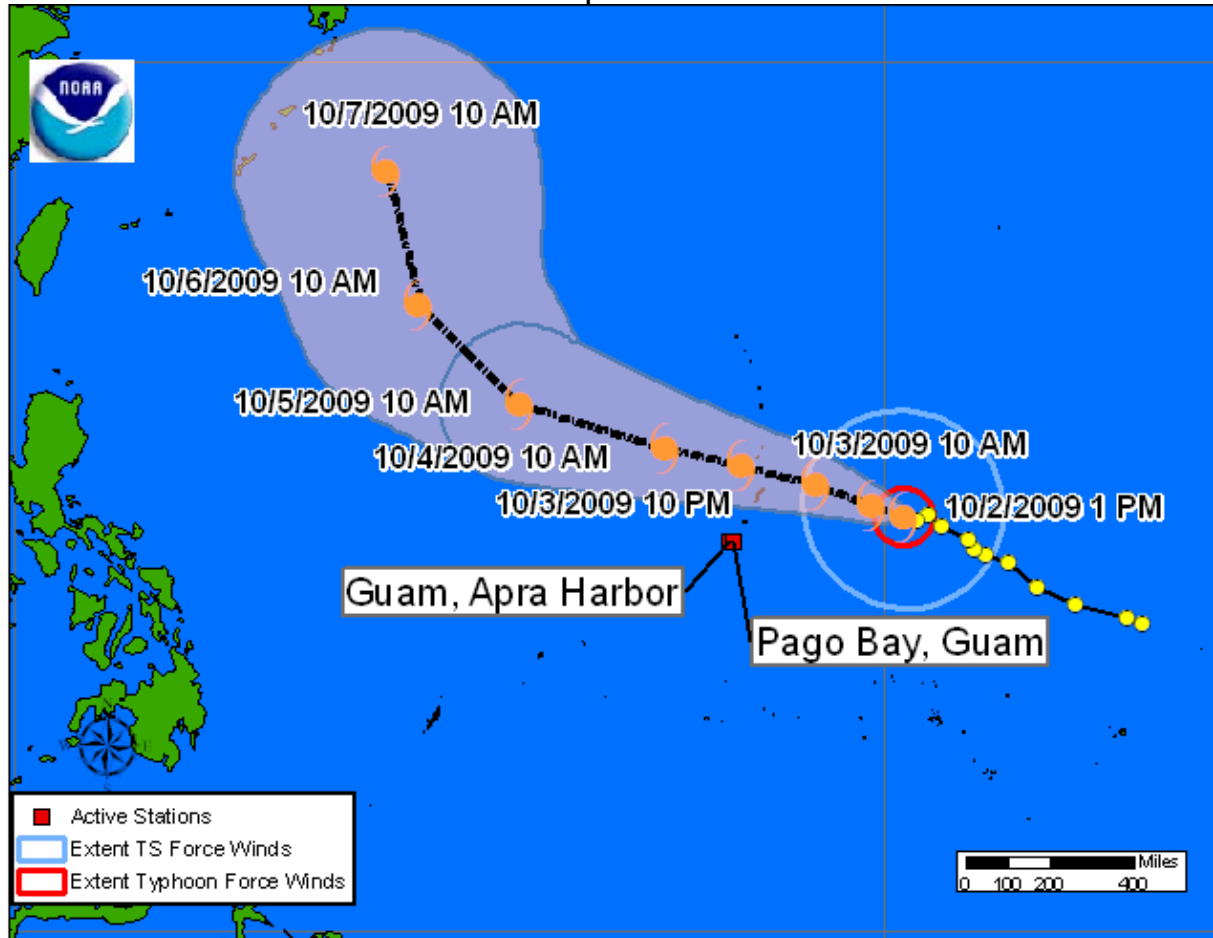 NOAA
10/7/2009 10 AM
10/6/2009 10 AM
10/5/2009 10 AM
10/3/2009 10 AM
10/4/2009 10 AM
10/3/2009 10 PM
10/2/2009 1 PM
Guam, Apra Harbor
Pago Bay, Guam
N
W
E
S
Active Stations
Extent TS Force Winds
Extent Typhoon Force Winds
Miles
0 100 200 400